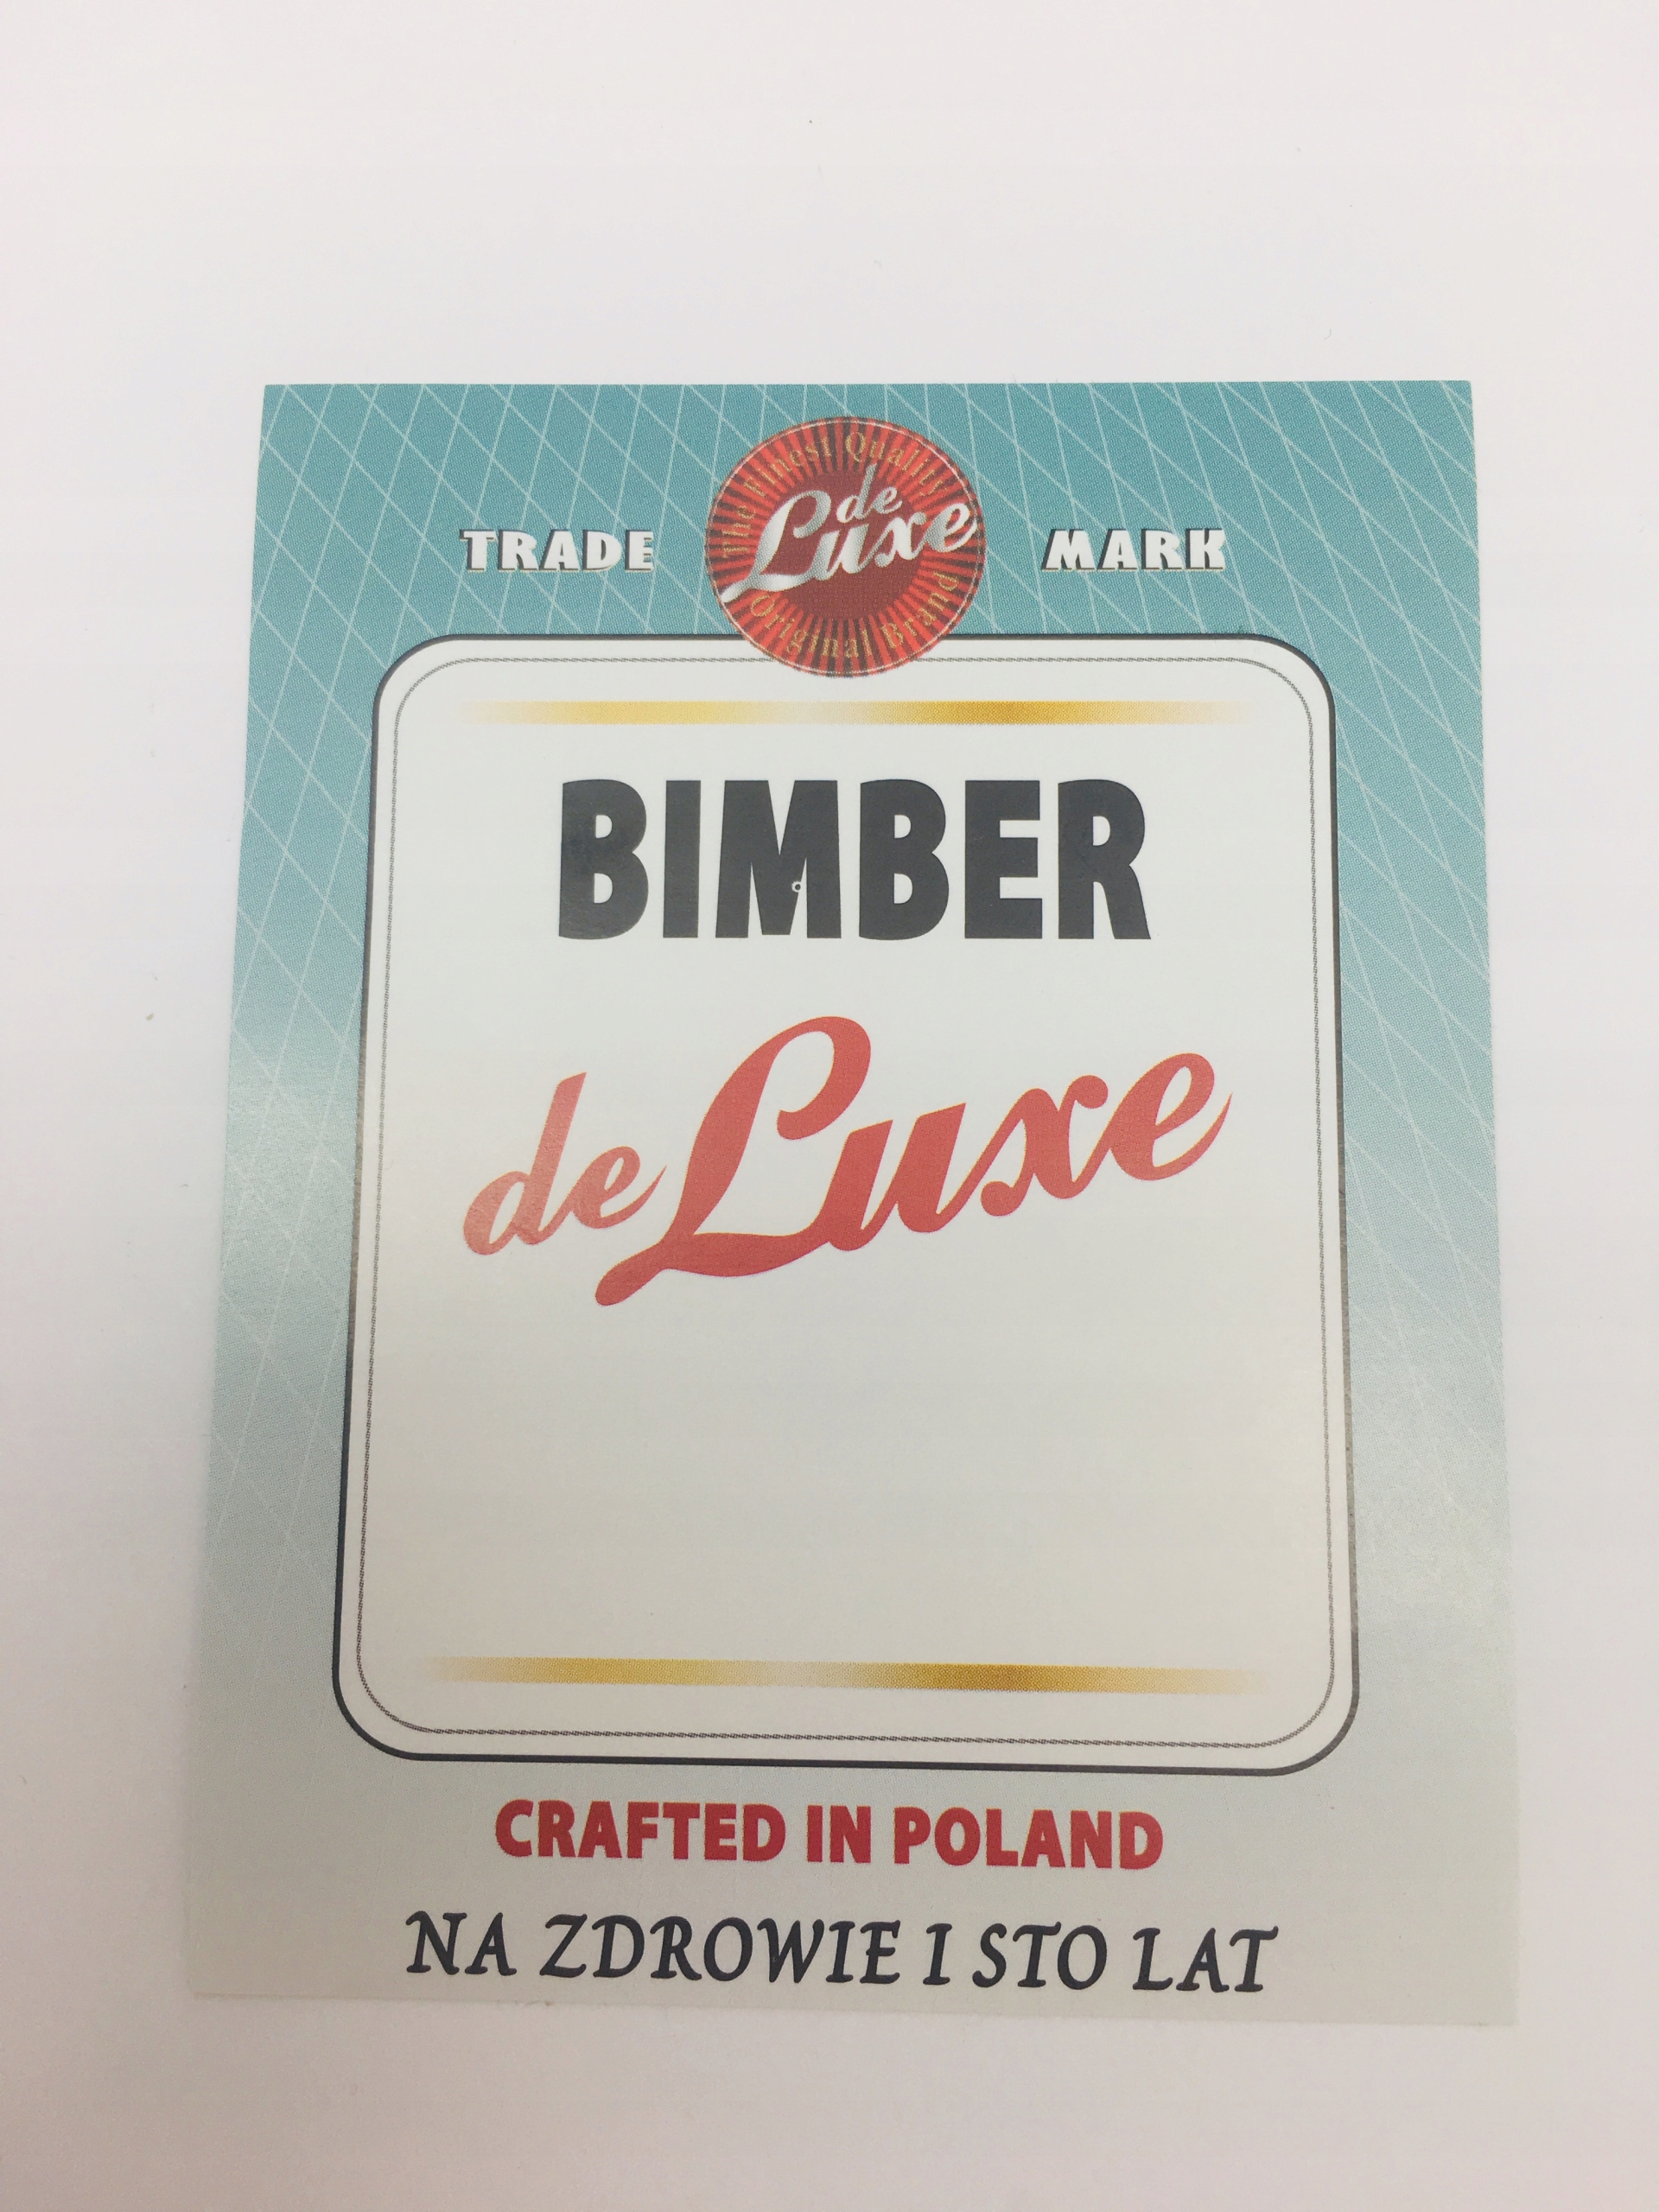 The Finest Quality
de
Luxe
Original Brand
TRADE MARK
BIMBER
de Luxe
CRAFTED IN POLAND
NA ZDROWIE I STO LAT